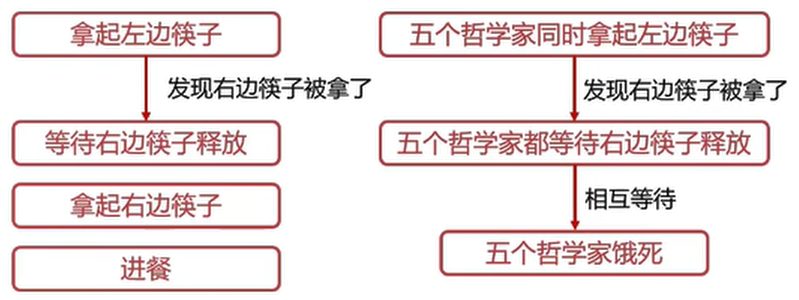 拿起左边筷子
发现右边筷子被拿了
等待右边筷子释放
拿起右边筷子
进餐
五个哲学家同时拿起左边筷子
发现右边筷子被拿了
五个哲学家都等待右边筷子释放
相互等待
五个哲学家饿死